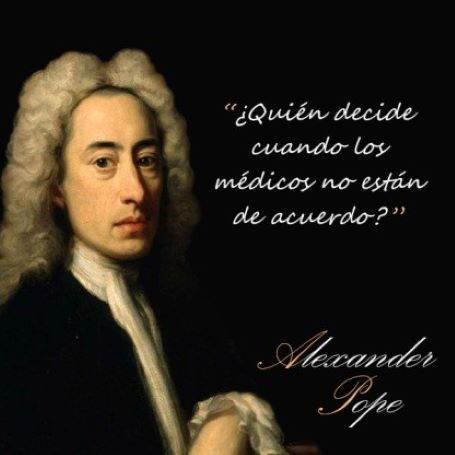 “¿Quién decide
cuando los
médicos no están
de acuerdo?”
Alexander
Pope